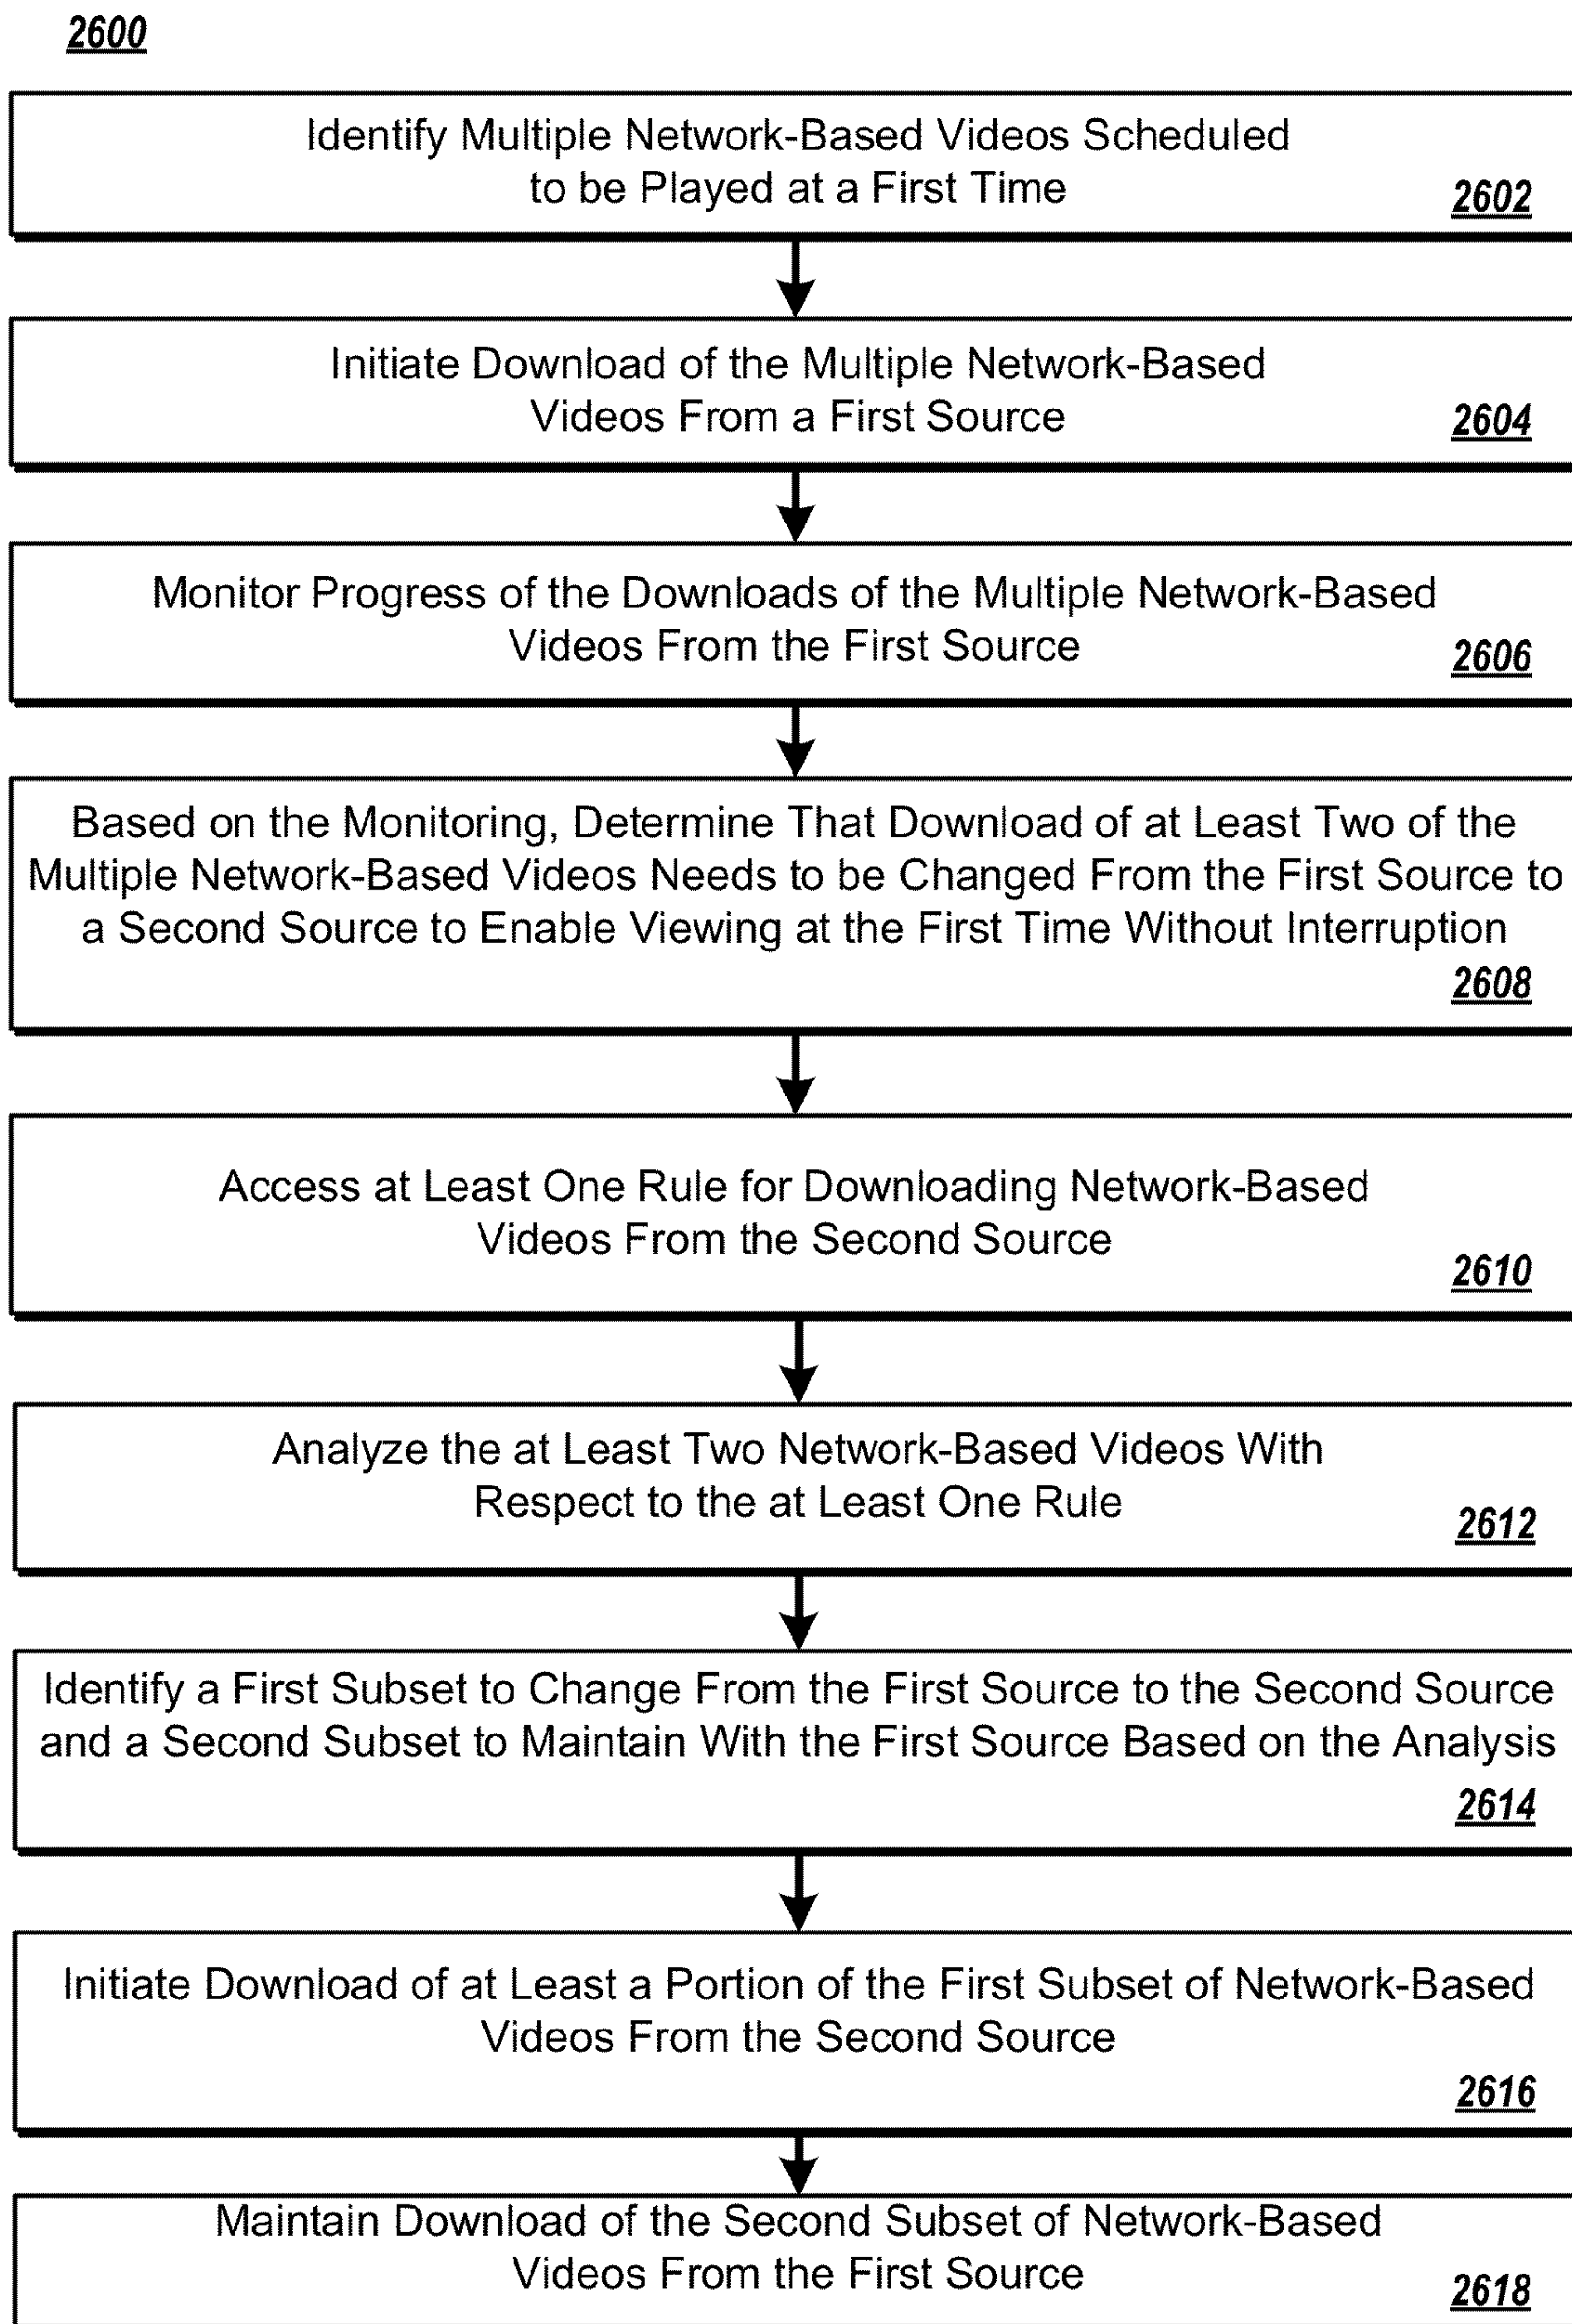 2600
Identify Multiple Network-Based Videos Scheduled
to be Played at a First Time
2602
Initiate Download of the Multiple Network-Based
Videos From a First Source
2604
Monitor Progress of the Downloads of the Multiple Network-Based
Videos From the First Source
2606
Based on the Monitoring, Determine That Download of at Least Two of the
Multiple Network-Based Videos Needs to be Changed From the First Source to
a Second Source to Enable Viewing at the First Time Without Interruption
2608
Access at Least One Rule for Downloading Network-Based
Videos From the Second Source
2610
Analyze the at Least Two Network-Based Videos With
Respect to the at Least One Rule
2612
Identify a First Subset to Change From the First Source to the Second Source
and a Second Subset to Maintain With the First Source Based on the Analysis
2614
Initiate Download of at Least a Portion of the First Subset of Network-Based
Videos From the Second Source
2616
Maintain Download of the Second Subset of Network-Based
Videos From the First Source
2618